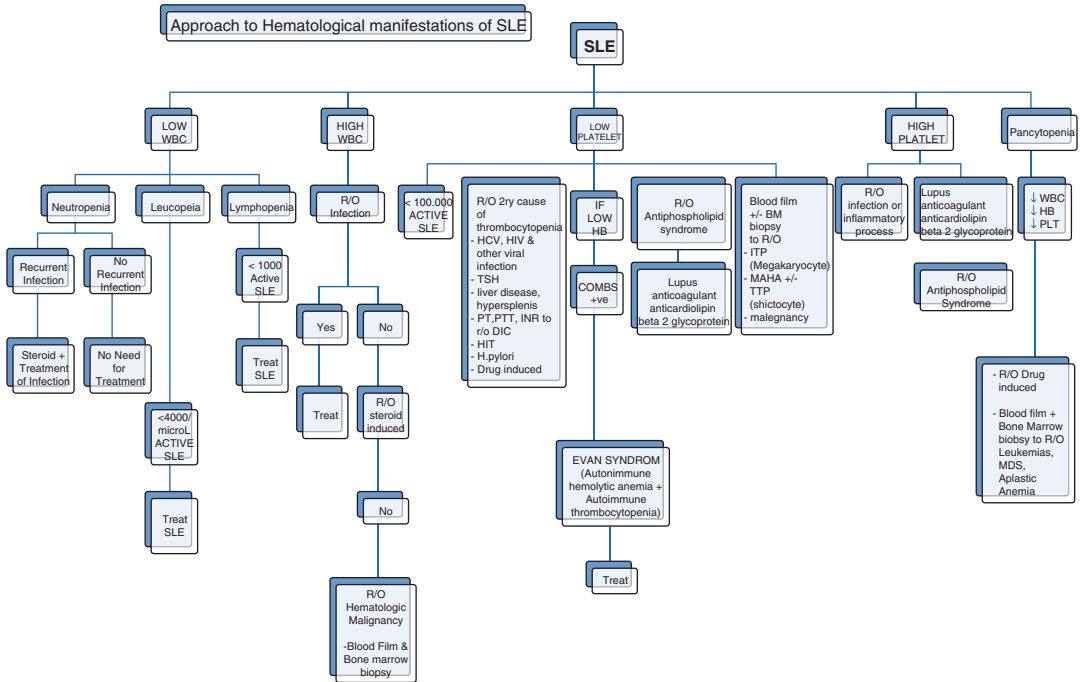 Approach to Hematological manifestations of SLE
SLE
LOW
WBC
HIGH
WBC
LOW
PLATELET
HIGH
PLATLET
Pancytopenia
Neutropenia
Leucopeia
Lymphopenia
R/O
Infection
< 100.000
ACTIVE
SLE
R/O 2ry cause
of
thrombocytopenia
- HCV, HIV &
other viral
infection
- TSH
- liver disease,
hypersplenis
- PT,PTT, INR to
r/o DIC
- HIT
- H.pylori
- Drug induced
IF
LOW
HB
R/O
Antiphospholipid
syndrome
Blood film
+/- BM
biopsy
to R/O
- ITP
(Megakaryocyte)
- MAHA +/-
TTP
(shictocyte)
- malegnancy
R/O
infection or
inflammatory
process
Lupus
anticoagulant
anticardiolipin
beta 2 glycoprotein
↓ WBC
↓ HB
↓ PLT
Recurrent
Infection
No
Recurrent
Infection
< 1000
Active
SLE
COMBS
+ve
Lupus
anticoagulant
anticardiolipin
beta 2 glycoprotein
R/O
Antiphospholipid
Syndrome
Yes
No
Steroid +
Treatment
of Infection
No Need
for
Treatment
Treat
SLE
Treat
R/O
steroid
induced
<4000/
microL
ACTIVE
SLE
- R/O Drug
induced
- Blood film +
Bone Marrow
biobsy to R/O
Leukemias,
MDS,
Aplastic
Anemia
EVAN SYNDROM
(Autonimmune
hemolytic anemia +
Autoimmune
thrombocytopenia)
Treat
SLE
No
Treat
R/O
Hematologic
Malignancy
-Blood Film &
Bone marrow
biopsy